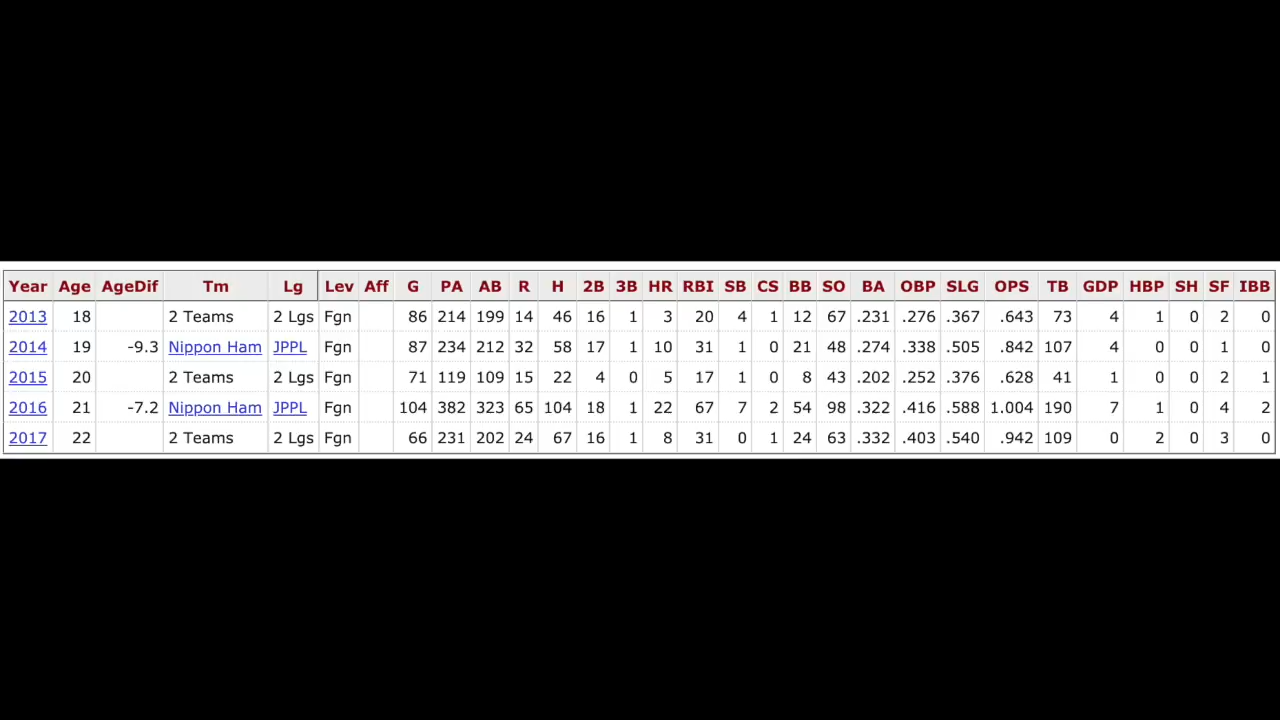 Year Age AgeDif Tm Lg Lev Aff G PA AB R H 2B 3B HR RBI SB CS BB SO BA OBP SLG OPS TB GDP HBP SH SF IBB
2013 18 2 Teams 2 Lgs Fgn 86 214 199 14 46 16 1 3 20 4 1 12 67 .231 .276 .367 .643 73 4 1 0 2 0
2014 19 -9.3 Nippon Ham JPPL Fgn 87 234 212 32 58 17 1 10 31 1 0 21 48 .274 .338 .505 .842 107 4 0 0 1 0
2015 20 2 Teams 2 Lgs Fgn 71 119 109 15 22 4 0 5 17 1 0 8 43 .202 .252 .376 .628 41 1 0 0 2 1
2016 21 -7.2 Nippon Ham JPPL Fgn 104 382 323 65 104 18 1 22 67 7 2 54 98 .322 .416 .588 1.004 190 7 1 0 4 2
2017 22 2 Teams 2 Lgs Fgn 66 231 202 24 67 16 1 8 31 0 1 24 63 .332 .403 .540 .942 109 0 2 0 3 0